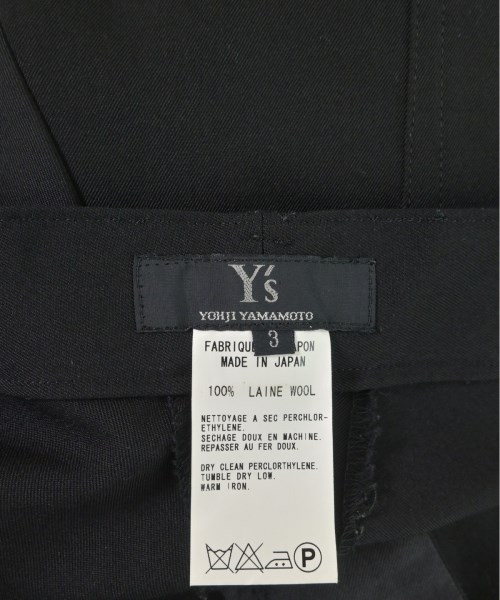 Y's
YOHJI YAMAMOTO
3
FABRIQU APON
MADE IN JAPAN
100% LAINE WOOL
NETTOYAGE A SEC PERCHLOR-
ETHYLENE.
SECHAGE DOUX EN MACHINE.
REPASSER AU FER DOUX.
DRY CLEAN PERCLORTHYLENE.
TUMBLE DRY LOW.
WARM IRON.
P